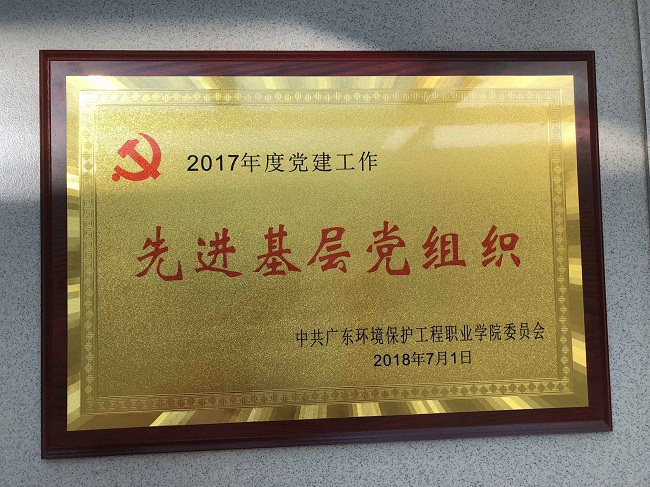 2017年度党建工作
先进基层党组织
中共广东环境保护工程职业学院委员会
2018年7月1日